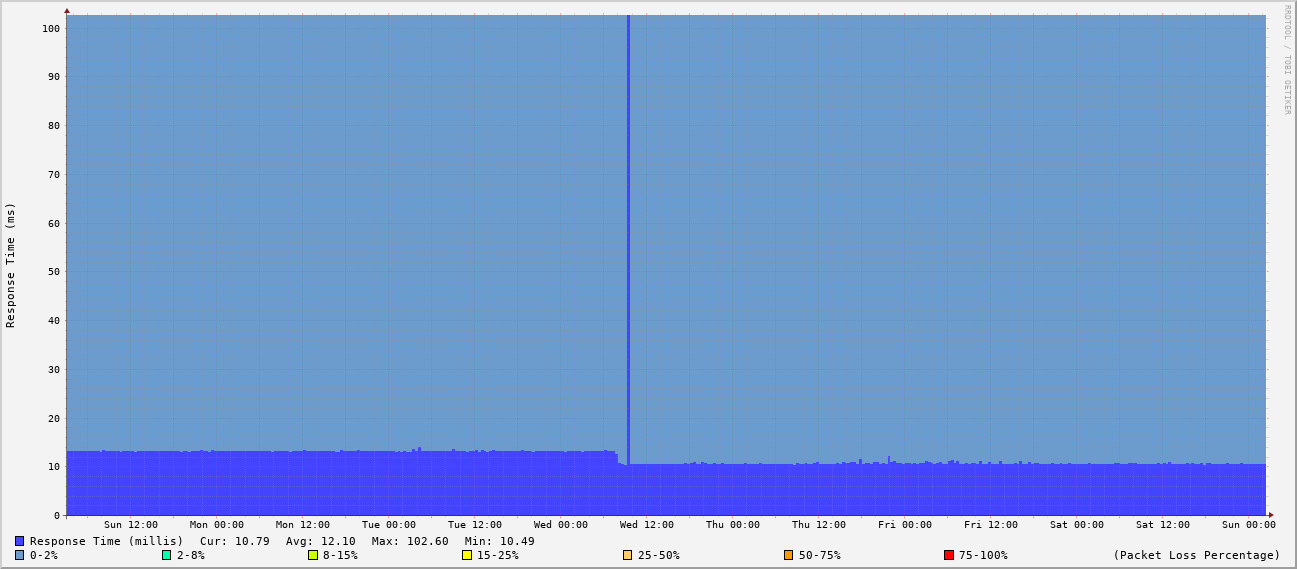 RRDTOOL / TOBI OETIKER
Response Time (ms)
100
90
80
70
60
50
40
30
20
10
0
Sun 12:00 Mon 00:00 Mon 12:00 Tue 00:00 Tue 12:00 Wed 00:00 Wed 12:00 Thu 00:00 Thu 12:00 Fri 00:00 Fri 12:00 Sat 00:00 Sat 12:00 Sun 00:00
Response Time (millis) Cur: 10.79 Avg: 12.10 Max: 102.60 Min: 10.49
0-2% 2-8% 8-15% 15-25% 25-50% 50-75% 75-100% (Packet Loss Percentage)